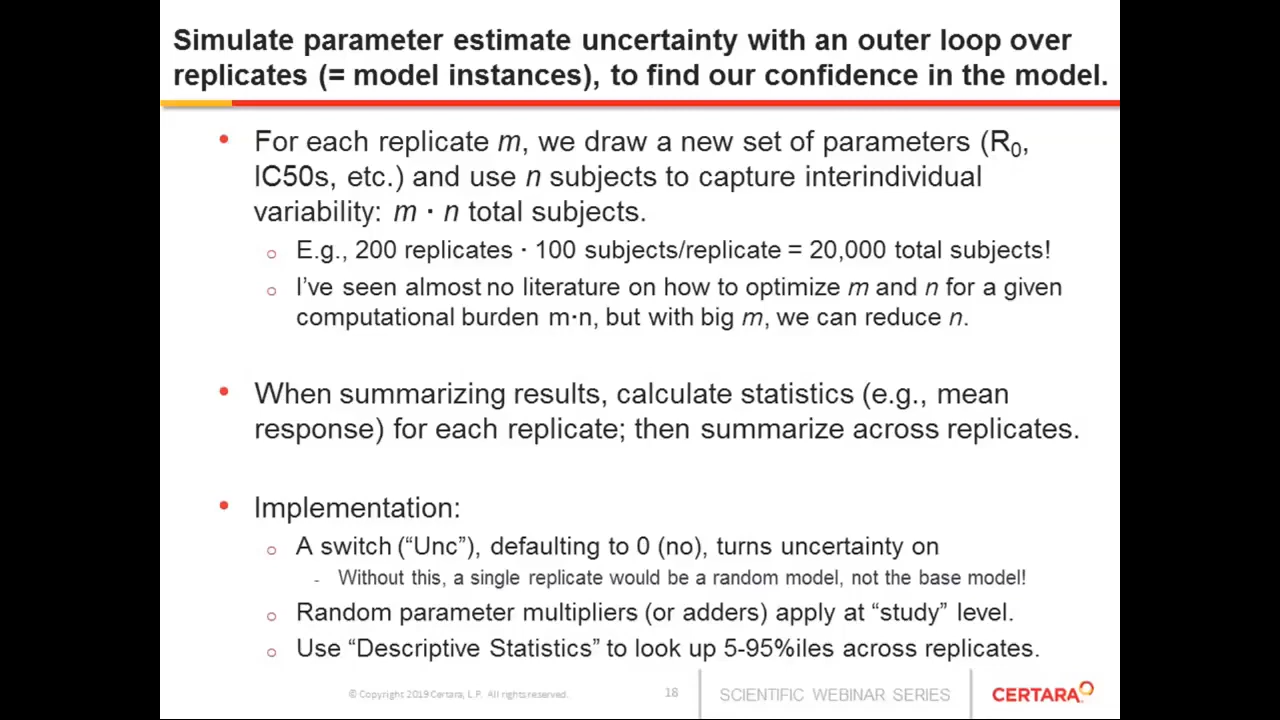 Simulate parameter estimate uncertainty with an outer loop over
replicates (= model instances), to find our confidence in the model.
• For each replicate m, we draw a new set of parameters (R₀,
IC50s, etc.) and use n subjects to capture interindividual
variability: m · n total subjects.
○ E.g., 200 replicates · 100 subjects/replicate = 20,000 total subjects!
○ I've seen almost no literature on how to optimize m and n for a given
computational burden m·n, but with big m, we can reduce n.
• When summarizing results, calculate statistics (e.g., mean
response) for each replicate; then summarize across replicates.
• Implementation:
○ A switch (“Unc”), defaulting to 0 (no), turns uncertainty on
- Without this, a single replicate would be a random model, not the base model!
○ Random parameter multipliers (or adders) apply at “study” level.
○ Use “Descriptive Statistics” to look up 5-95%iles across replicates.
© Copyright 2019 Certara, L.P. All rights reserved.
18
SCIENTIFIC WEBINAR SERIES
CERTARA